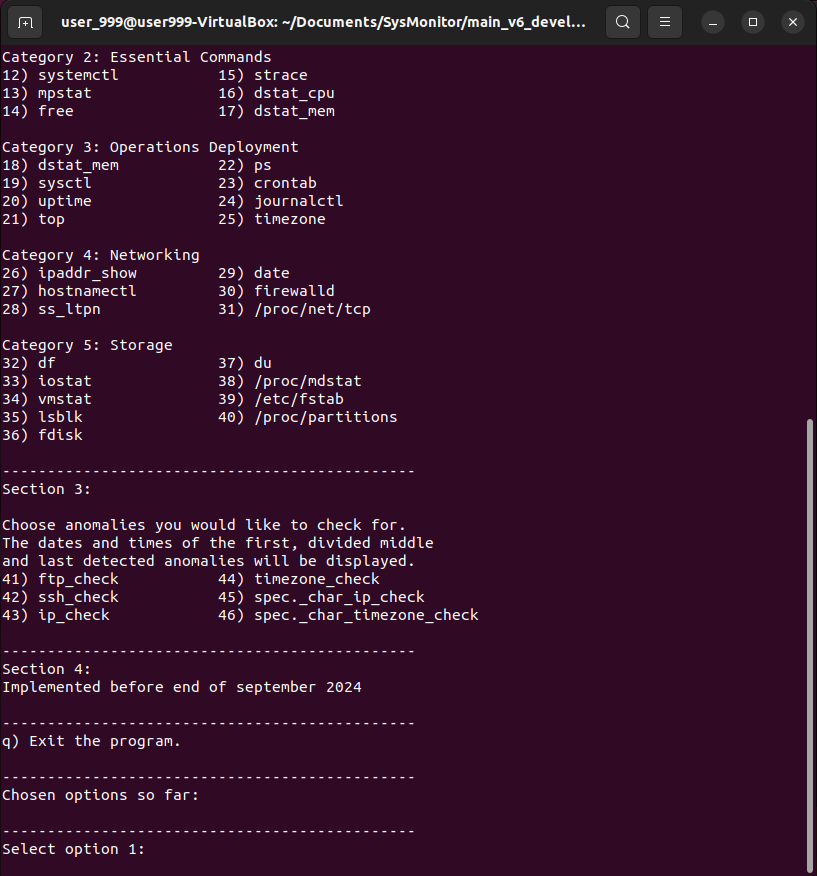 user_999@user999-VirtualBox: ~/Documents/SysMonitor/main_v6_devel...
Category 2: Essential Commands
12) systemctl 15) strace
13) mpstat 16) dstat_cpu
14) free 17) dstat_mem
Category 3: Operations Deployment
18) dstat_mem 22) ps
19) sysctl 23) crontab
20) uptime 24) journalctl
21) top 25) timezone
Category 4: Networking
26) ipaddr_show 29) date
27) hostnamectl 30) firewalld
28) ss_ltpn 31) /proc/net/tcp
Category 5: Storage
32) df 37) du
33) iostat 38) /proc/mdstat
34) vmstat 39) /etc/fstab
35) lsblk 40) /proc/partitions
36) fdisk
----------------------------------------------
Section 3:
Choose anomalies you would like to check for.
The dates and times of the first, divided middle
and last detected anomalies will be displayed.
41) ftp_check 44) timezone_check
42) ssh_check 45) spec._char_ip_check
43) ip_check 46) spec._char_timezone_check
----------------------------------------------
Section 4:
Implemented before end of september 2024
----------------------------------------------
q) Exit the program.
----------------------------------------------
Chosen options so far:
----------------------------------------------
Select option 1: